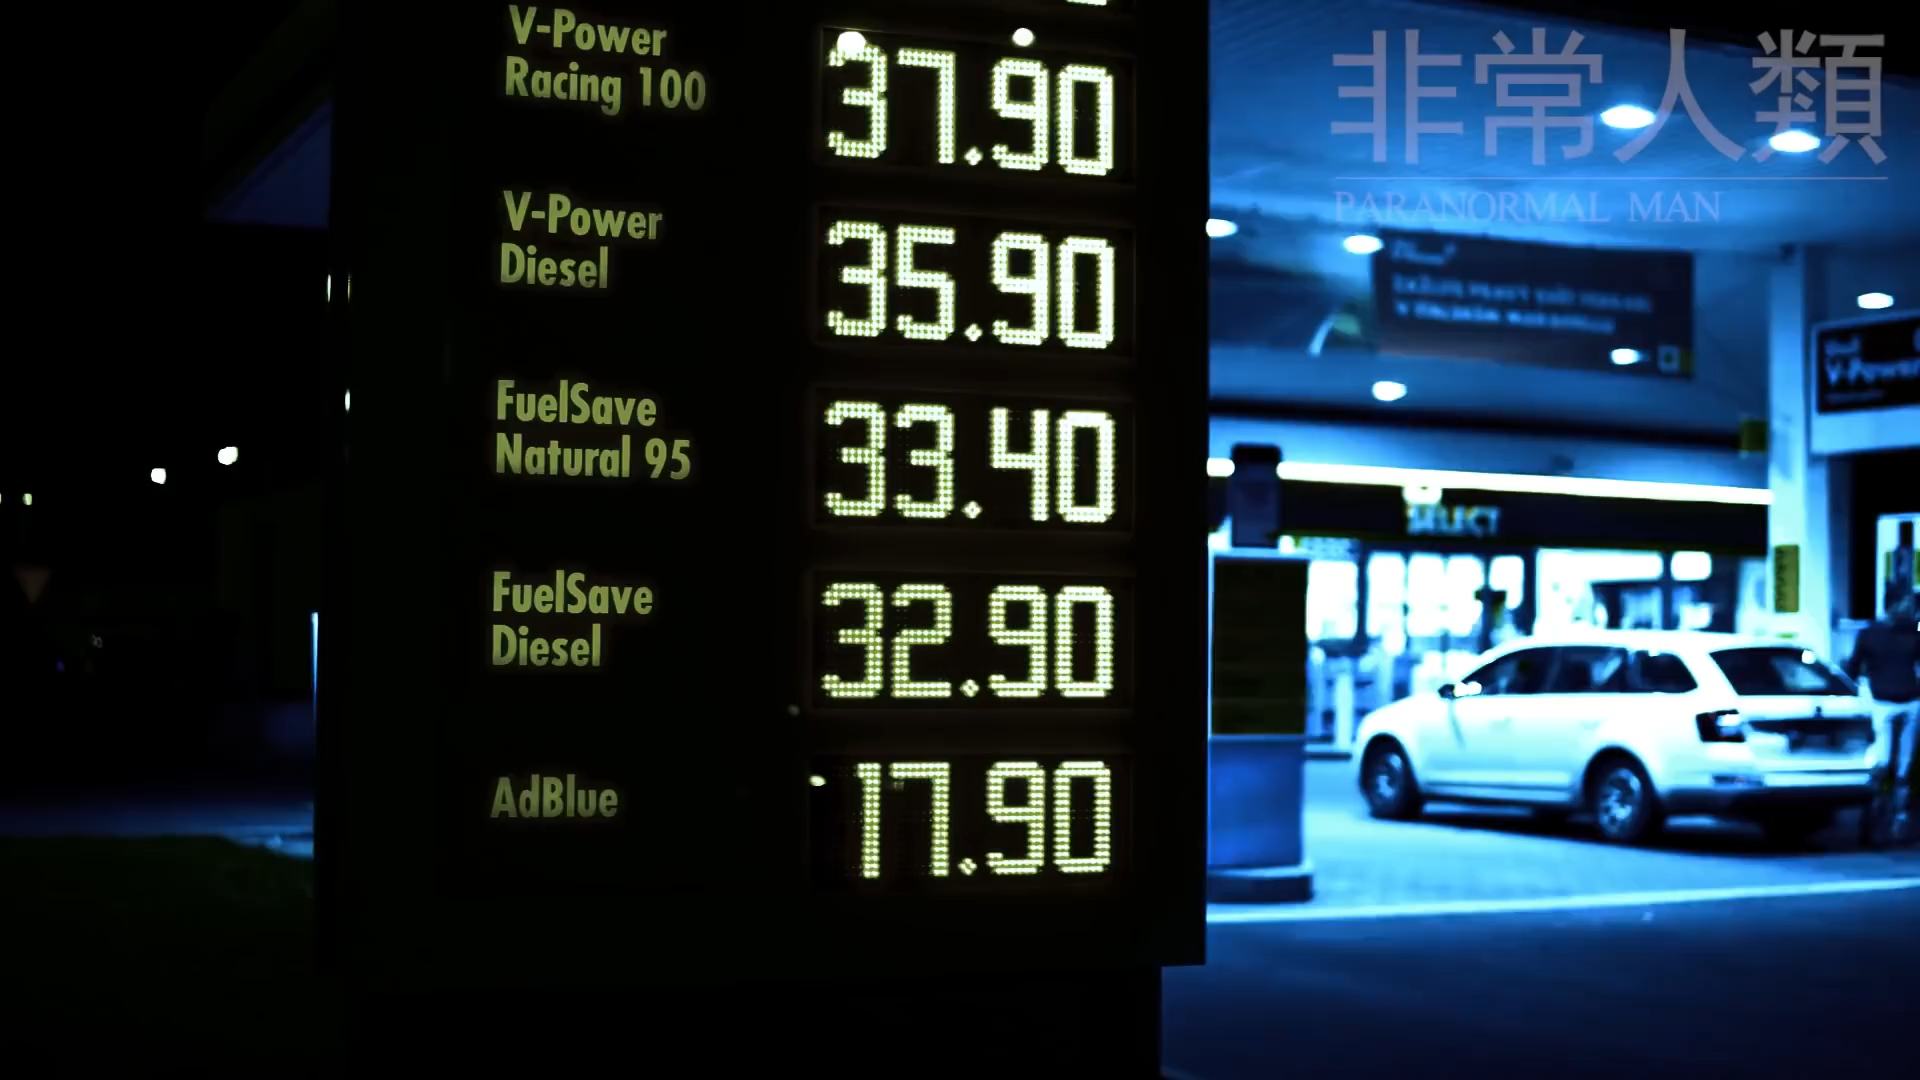 V-Power
Racing 100
37.90
V-Power
Diesel
35.90
FuelSave
Natural 95
33.40
FuelSave
Diesel
32.90
AdBlue
17.90
非常人類
PARANORMAL MAN
SELECT
V-Power